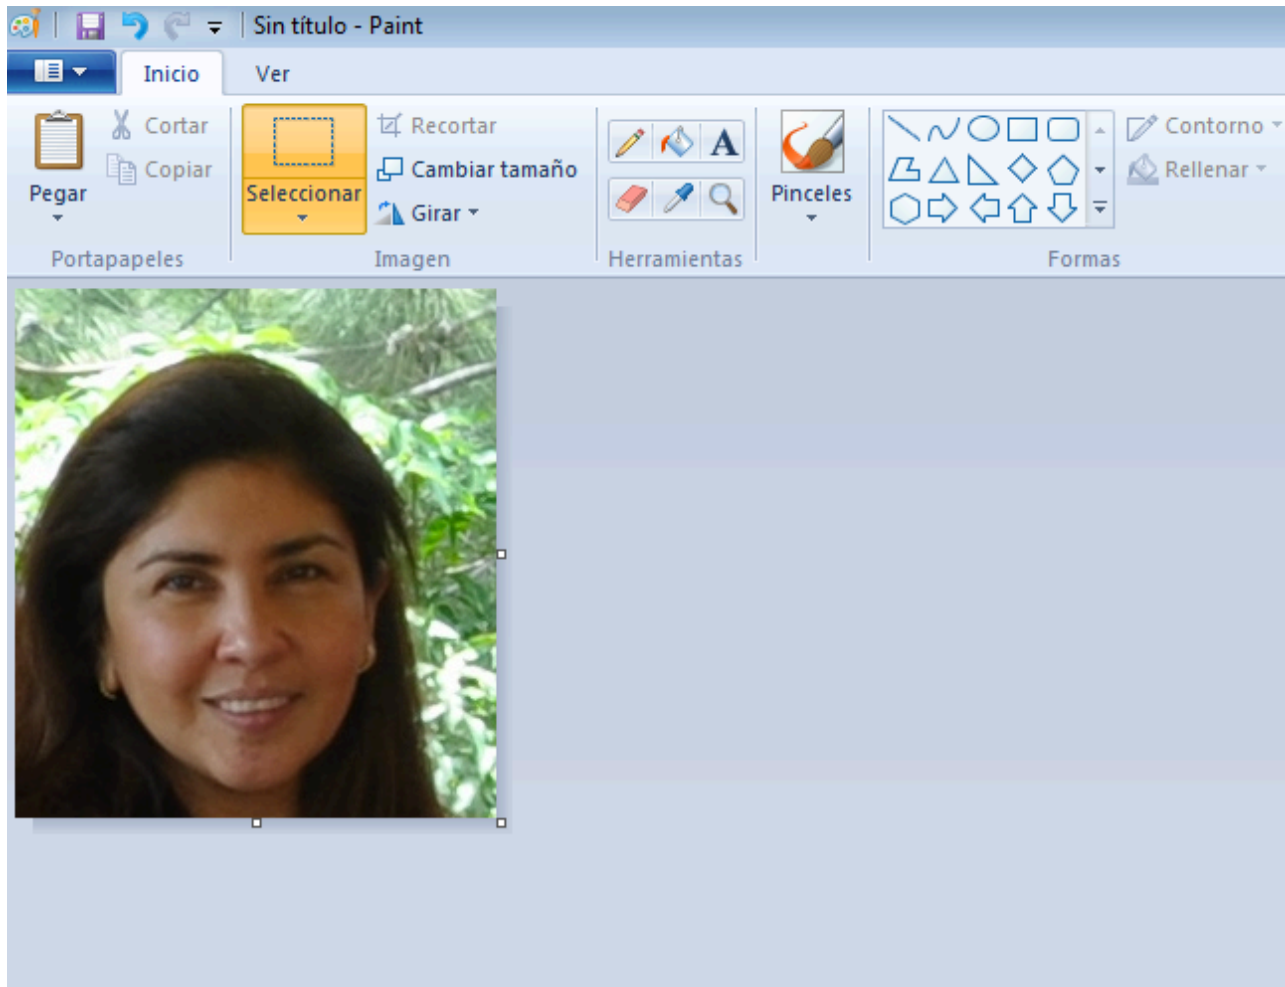 Sin título - Paint
Inicio Ver
Cortar Recortar Contorno
Copiar Cambiar tamaño Rellenar
Pegar Seleccionar Girar Pinceles
Portapapeles Imagen Herramientas Formas